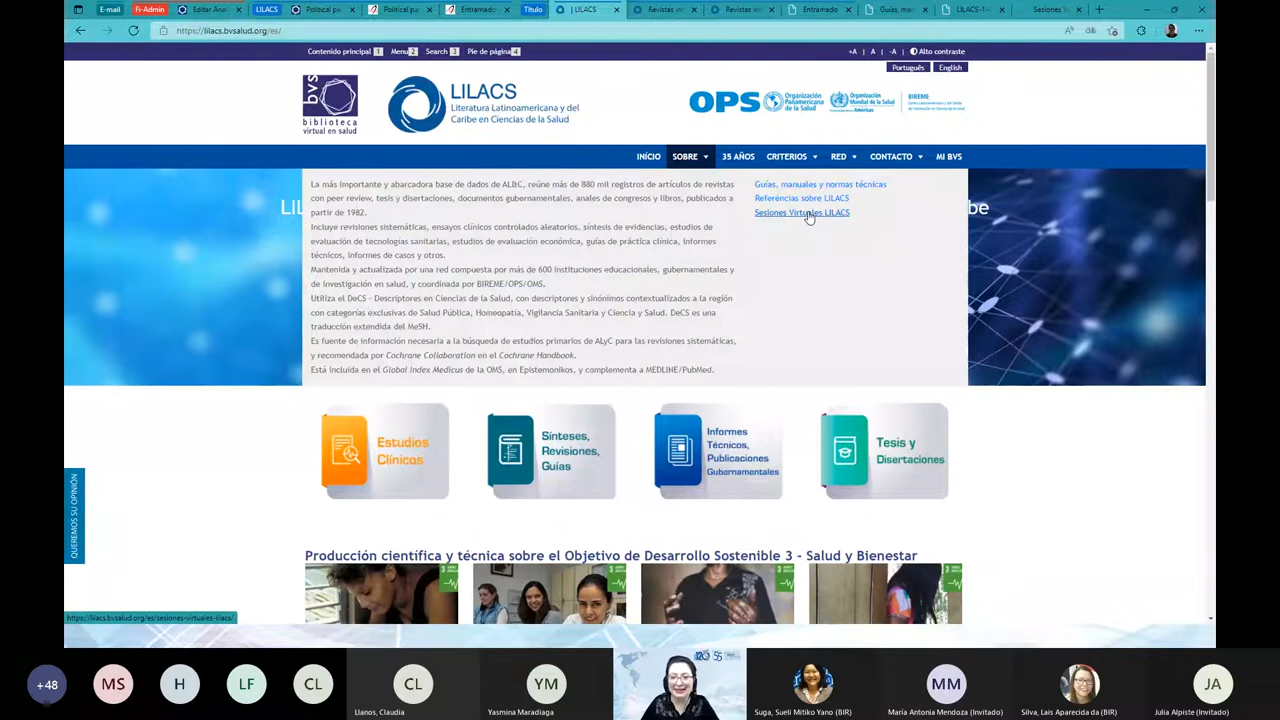 E-mail
Fi-Admin
Editar Anal
LILACS
Political pa
Political pa
Entramado
Título
| LILACS
Revistas in
Revistas in
Entramado
Guías, man
LILACS-1-
Sesiones V
https://lilacs.bvsalud.org/es/
Contenido principal 1 Menu 2 Search 3 Pie de página 4
+A | A | -A | Alto contraste
Português English
bvs
biblioteca
virtual en salud
LILACS
Literatura Latinoamericana y del
Caribe en Ciencias de la Salud
OPS
Organización
Panamericana
de la Salud
Organización
Mundial de la Salud
Américas
BIREME
INÍCIO SOBRE 35 AÑOS CRITERIOS RED CONTACTO MI BVS
La más importante y abarcadora base de dados de AL&C, reúne más de 880 mil registros de artículos de revistas
con peer review, tesis y disertaciones, documentos gubernamentales, anales de congresos y libros, publicados a
partir de 1982.
Incluye revisiones sistemáticas, ensayos clínicos controlados aleatorios, síntesis de evidencias, estudios de
evaluación de tecnologías sanitarias, estudios de evaluación económica, guías de práctica clínica, informes
técnicos, informes de casos y otros.
Mantenida y actualizada por una red compuesta por más de 600 instituciones educacionales, gubernamentales y
de investigación en salud, y coordinada por BIREME/OPS/OMS.
Utiliza el DeCS – Descriptores en Ciencias de la Salud, con descriptores y sinónimos contextualizados a la región
con categorías exclusivas de Salud Pública, Homeopatía, Vigilancia Sanitaria y Ciencia y Salud. DeCS es una
traducción extendida del MeSH.
Es fuente de información necesaria a la búsqueda de estudios primarios de ALyC para las revisiones sistemáticas,
y recomendada por Cochrane Collaboration en el Cochrane Handbook.
Está incluida en el Global Index Medicus de la OMS, en Epistemonikos, y complementa a MEDLINE/PubMed.
Guías, manuales y normas técnicas
Referéncias sobre LILACS
Sesiones Virtuales LILACS
LIL
be
Estudios
Clínicos
Sínteses,
Revisiones,
Guías
Informes
Técnicos,
Publicaciones
Gubernamentales
Tesis y
Disertaciones
QUEREMOS SU OPINIÓN
Producción científica y técnica sobre el Objetivo de Desarrollo Sostenible 3 - Salud y Bienestar
https://lilacs.bvsalud.org/es/sesiones-virtuales-lilacs/
+48
MS
H
LF
CL
CL
YM
MM
JA
Llanos, Claudia
Yasmina Maradiaga
Suga, Sueli Mitiko Yano (BIR)
María Antonia Mendoza (Invitado)
Silva, Lais Aparecida da (BIR)
Julia Alpiste (Invitado)